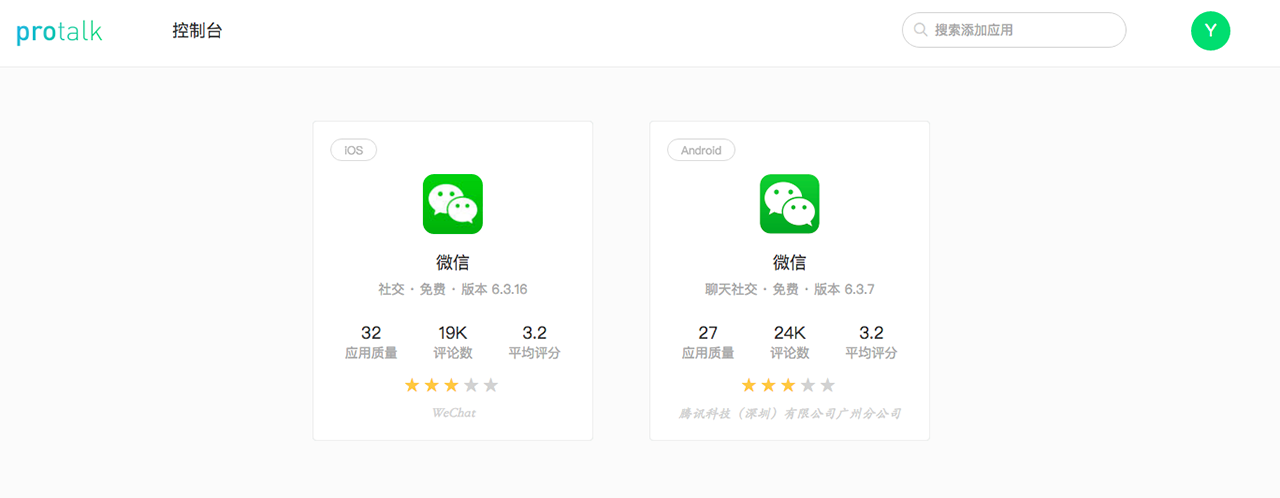 protalk 控制台 搜索添加应用 Y
iOS
微信
社交 · 免费 · 版本 6.3.16
32 19K 3.2
应用质量 评论数 平均评分
WeChat
Android
微信
聊天社交 · 免费 · 版本 6.3.7
27 24K 3.2
应用质量 评论数 平均评分
腾讯科技（深圳）有限公司广州分公司